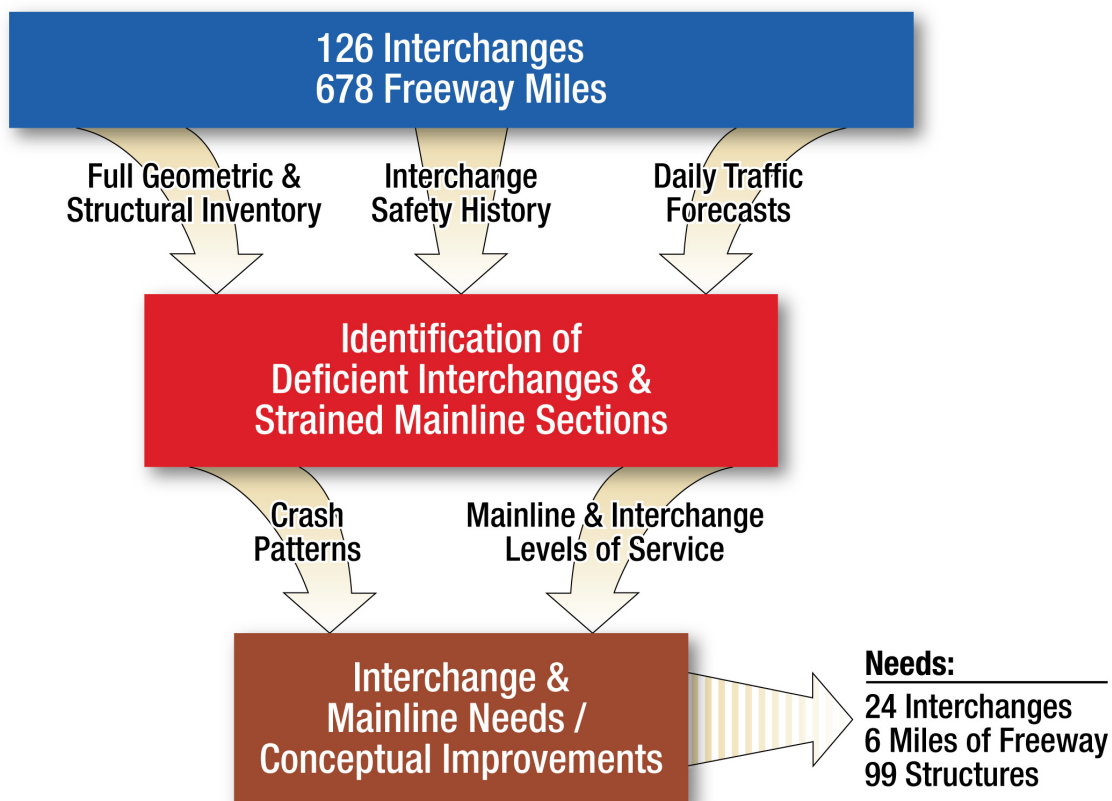 126 Interchanges
678 Freeway Miles
Full Geometric &
Structural Inventory
Interchange
Safety History
Daily Traffic
Forecasts
Identification of
Deficient Interchanges &
Strained Mainline Sections
Crash
Patterns
Mainline & Interchange
Levels of Service
Interchange &
Mainline Needs /
Conceptual Improvements
Needs:
24 Interchanges
6 Miles of Freeway
99 Structures